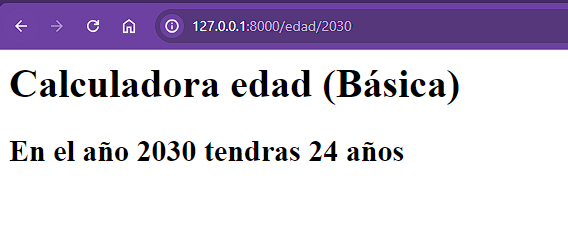 127.0.0.1:8000/edad/2030
Calculadora edad (Básica)
En el año 2030 tendras 24 años